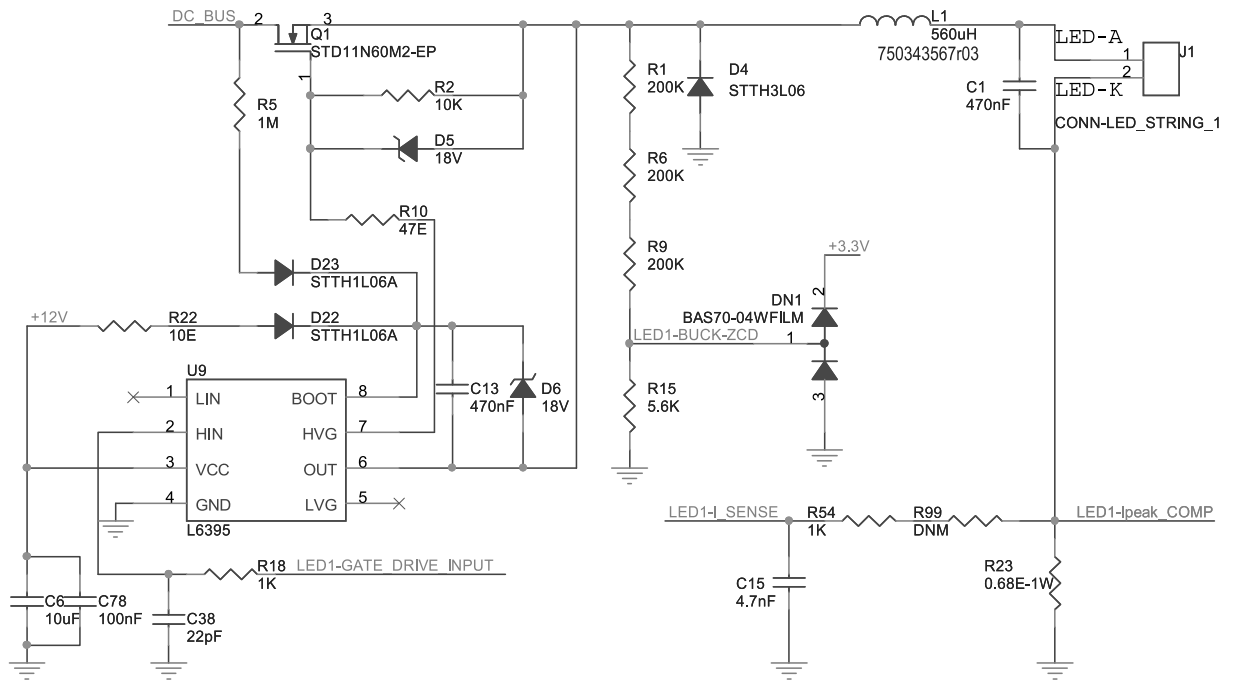 DC_BUS
2
3
Q1
STD11N60M2-EP
1
R5
1M
R2
10K
D5
18V
R10
47E
R1
200K
R6
200K
R9
200K
D4
STTH3L06
L1
560uH
750343567r03
C1
470nF
LED-A
1
2
LED-K
J1
CONN-LED_STRING_1
D23
STTH1L06A
+12V
R22
10E
D22
STTH1L06A
+3.3V
2
DN1
BAS70-04WFILM
LED1-BUCK-ZCD
1
3
R15
5.6K
U9
1 LIN
BOOT 8
2 HIN
HVG 7
3 VCC
OUT 6
4 GND
LVG 5
L6395
C13
470nF
D6
18V
LED1-I_SENSE
R54
1K
R99
DNM
LED1-Ipeak_COMP
C15
4.7nF
R23
0.68E-1W
R18
1K
LED1-GATE_DRIVE_INPUT
C6
10uF
C78
100nF
C38
22pF